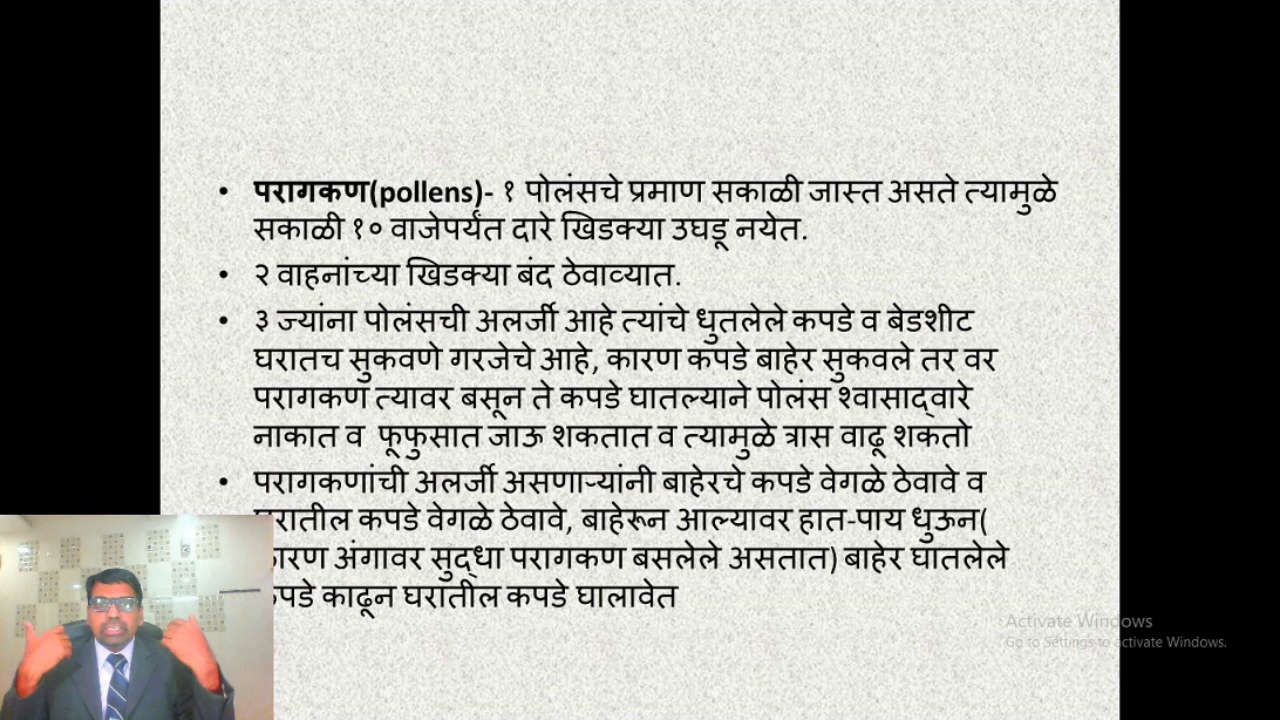 • परागकण(pollens)- १ पोलंसचे प्रमाण सकाळी जास्त असते त्यामुळे
सकाळी १० वाजेपर्यंत दारे खिडक्या उघडू नयेत.
• २ वाहनांच्या खिडक्या बंद ठेवाव्यात.
• ३ ज्यांना पोलंसची अलर्जी आहे त्यांचे धुतलेले कपडे व बेडशीट
घरातच सुकवणे गरजेचे आहे, कारण कपडे बाहेर सुकवले तर वर
परागकण त्यावर बसून ते कपडे घातल्याने पोलंस श्वासाद्वारे
नाकात व फूफुसात जाऊ शकतात व त्यामुळे त्रास वाढू शकतो
• परागकणांची अलर्जी असणाऱ्यांनी बाहेरचे कपडे वेगळे ठेवावे व
रातील कपडे वेगळे ठेवावे, बाहेरून आल्यावर हात-पाय धुऊन(
ारण अंगावर सुद्धा परागकण बसलेले असतात) बाहेर घातलेले
पडे काढून घरातील कपडे घालावेत
Activate Windows
Go to Settings to activate Windows.